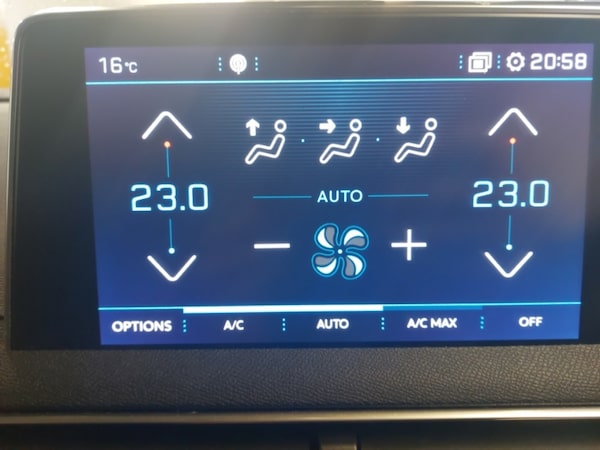 16°C 20:58
23.0 23.0
AUTO
OPTIONS A/C AUTO A/C MAX OFF